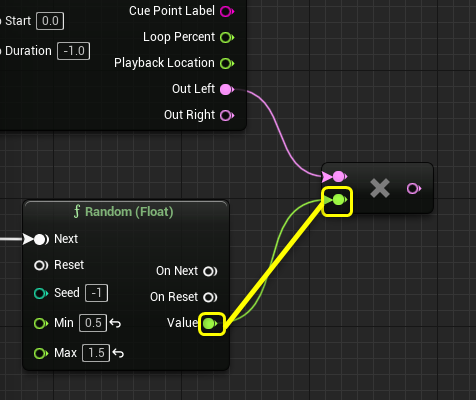 Cue Point Label
Start 0.0
Loop Percent
Duration -1.0
Playback Location
Out Left
Out Right
f Random (Float)
Next
Reset
On Next
Seed -1
On Reset
Min 0.5
Value
Max 1.5